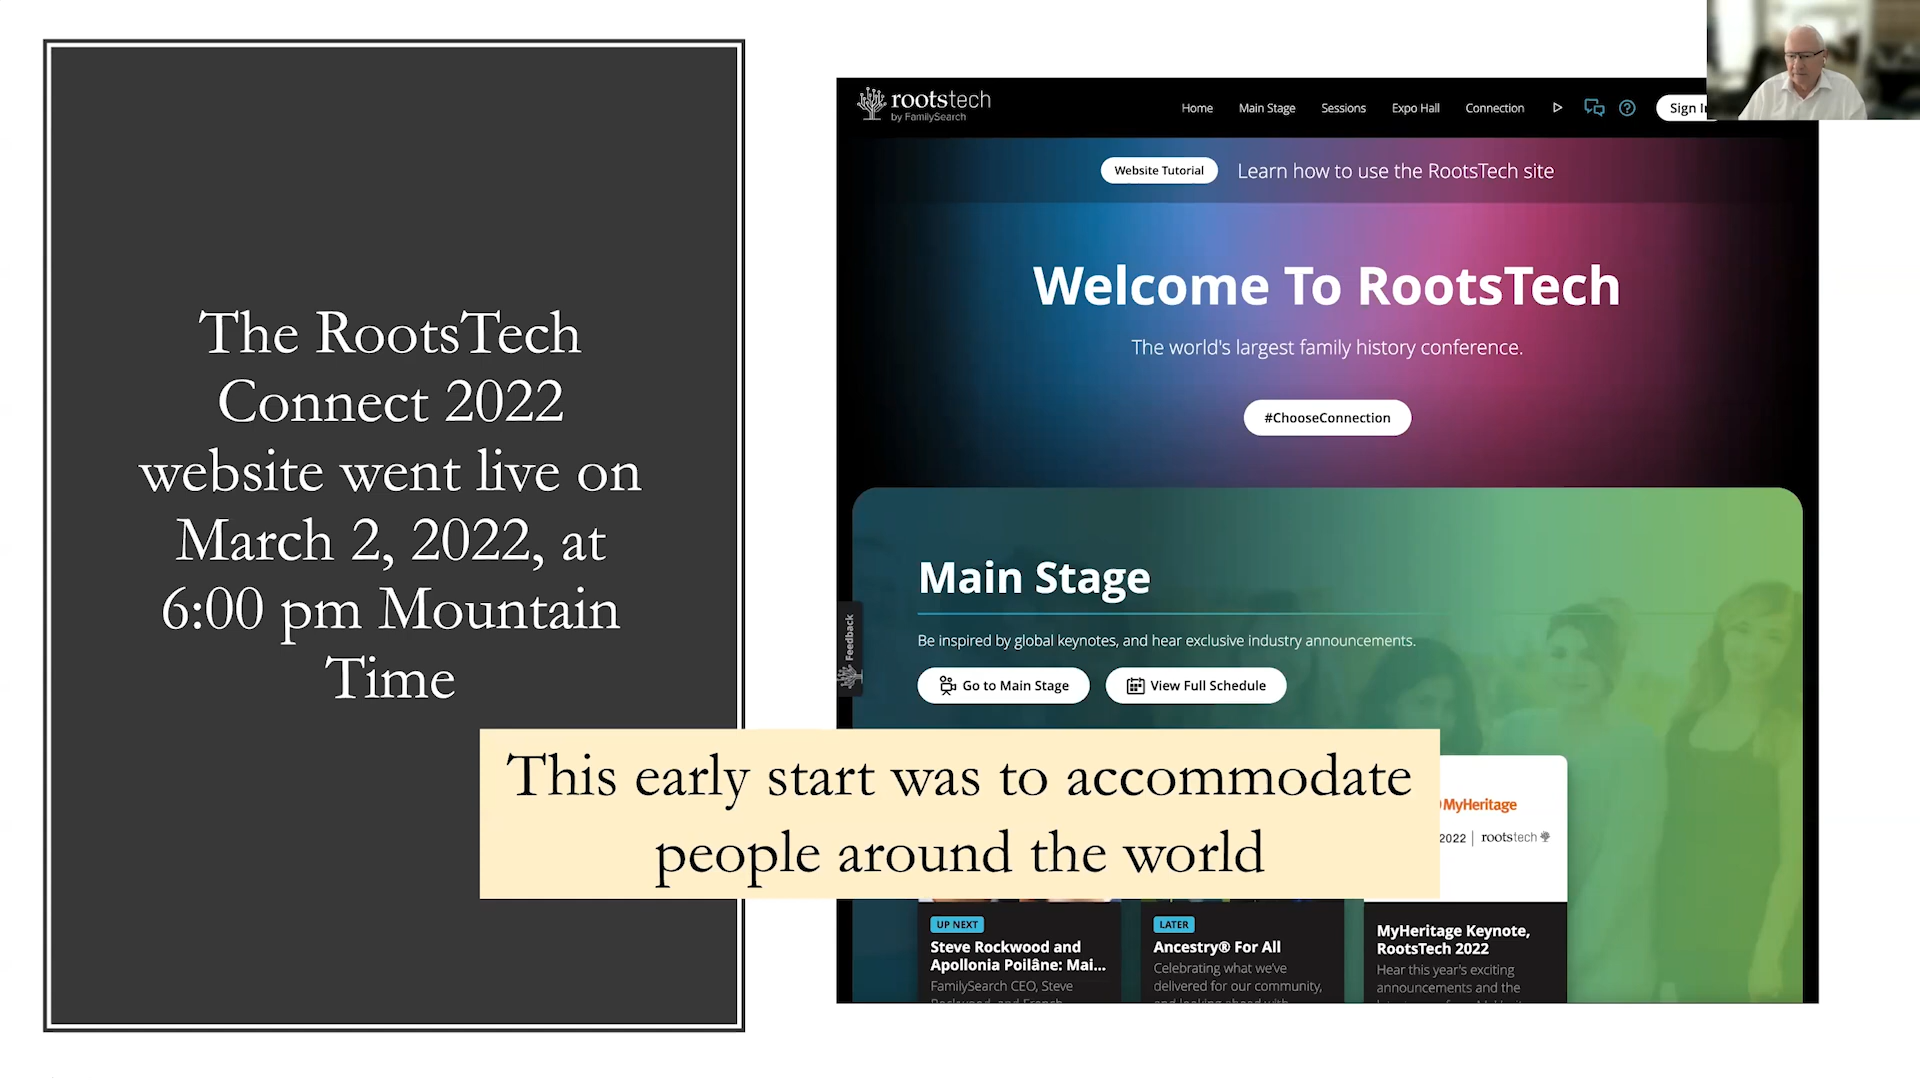 The RootsTech
Connect 2022
website went live on
March 2, 2022, at
6:00 pm Mountain
Time
rootstech
by FamilySearch
Home
Main Stage
Sessions
Expo Hall
Connection
Sign
Website Tutorial
Learn how to use the RootsTech site
Welcome To RootsTech
The world's largest family history conference.
#ChooseConnection
Main Stage
Be inspired by global keynotes, and hear exclusive industry announcements.
Go to Main Stage
View Full Schedule
Feedback
This early start was to accommodate
people around the world
MyHeritage
2022 | rootstech
UP NEXT
Steve Rockwood and
Apollonia Poilâne: Mai...
FamilySearch CEO, Steve
LATER
Ancestry® For All
Celebrating what we've
delivered for our community,
MyHeritage Keynote,
RootsTech 2022
Hear this year's exciting
announcements and the